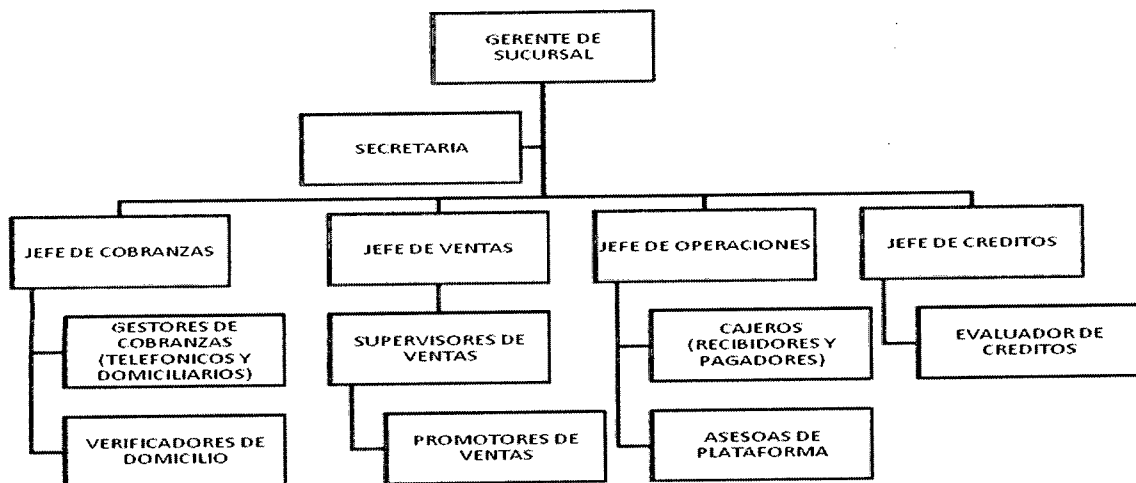 GERENTE DE
SUCURSAL
SECRETARIA
JEFE DE COBRANZAS
JEFE DE VENTAS
JEFE DE OPERACIONES
JEFE DE CREDITOS
GESTORES DE
COBRANZAS
(TELEFONICOS Y
DOMICILIARIOS)
SUPERVISORES DE
VENTAS
CAJEROS
(RECIBIDORES Y
PAGADORES)
EVALUADOR DE
CREDITOS
VERIFICADORES DE
DOMICILIO
PROMOTORES DE
VENTAS
ASESOAS DE
PLATAFORMA